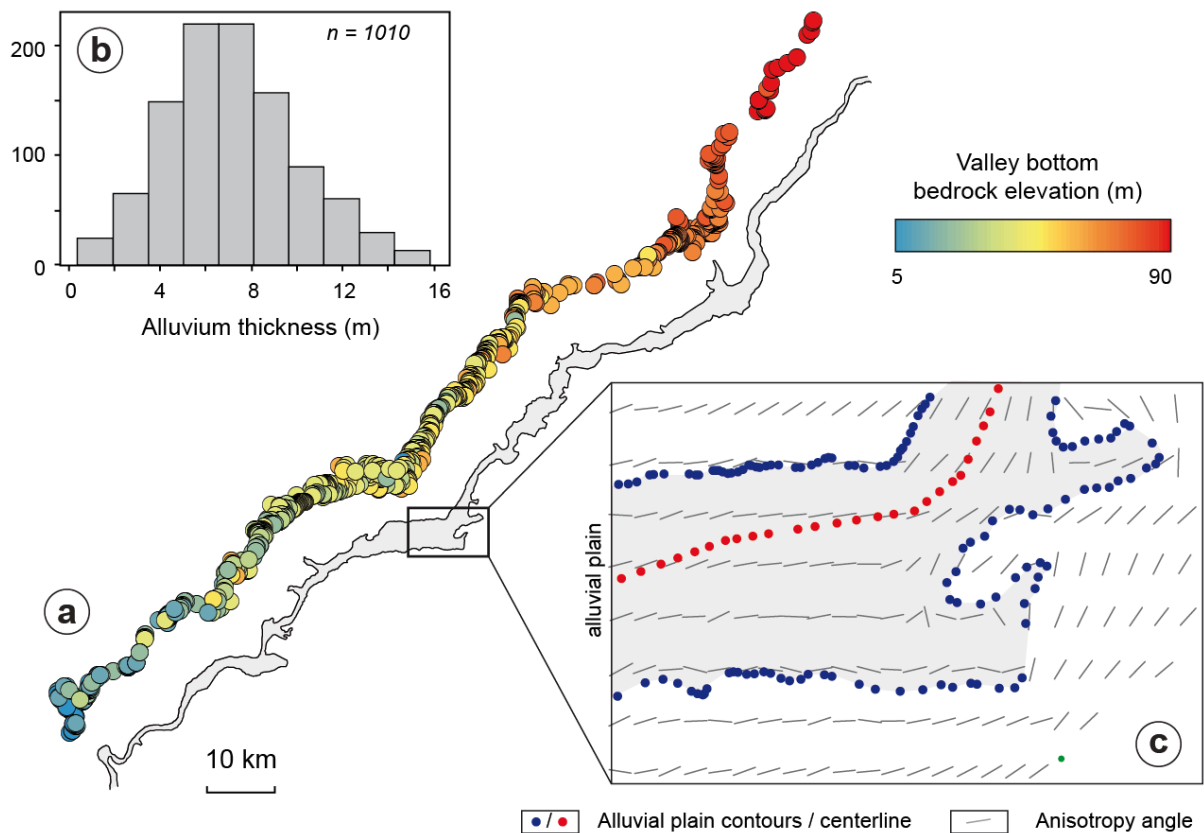 b
n = 1010
200
100
0
0
4
8
12
16
Alluvium thickness (m)
Valley bottom
bedrock elevation (m)
5
90
a
10 km
alluvial plain
c
/
Alluvial plain contours / centerline
Anisotropy angle